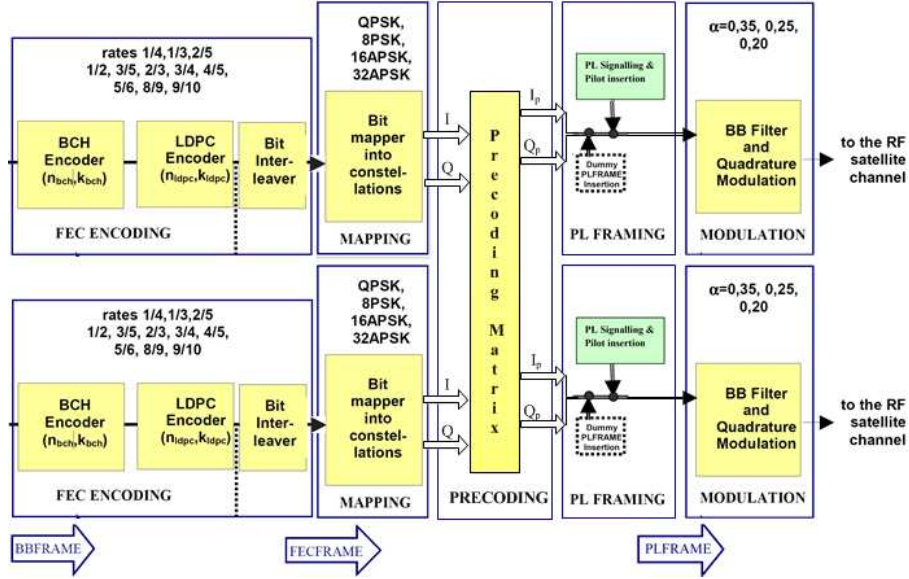 QPSK,
8PSK,
16APSK,
32APSK
α=0,35, 0,25,
0,20
rates 1/4,1/3,2/5
1/2, 3/5, 2/3, 3/4, 4/5,
5/6, 8/9, 9/10
BCH
Encoder
(nbch,kbch)
LDPC
Encoder
(nldpc,kldpc)
Bit
Inter-
leaver
FEC ENCODING
Bit
mapper
into
constel-
lations
MAPPING
I
Q
Precoding Matrix
Ip
Qp
PL Signalling &
Pilot insertion
Dummy
PLFRAME
Insertion
PL FRAMING
BB Filter
and
Quadrature
Modulation
MODULATION
to the RF
satellite
channel
QPSK,
8PSK,
16APSK,
32APSK
α=0,35, 0,25,
0,20
rates 1/4,1/3,2/5
1/2, 3/5, 2/3, 3/4, 4/5,
5/6, 8/9, 9/10
BCH
Encoder
(nbch,kbch)
LDPC
Encoder
(nldpc,kldpc)
Bit
Inter-
leaver
FEC ENCODING
Bit
mapper
into
constel-
lations
MAPPING
I
Q
Ip
Qp
PRECODING
PL Signalling &
Pilot insertion
Dummy
PLFRAME
Insertion
PL FRAMING
BB Filter
and
Quadrature
Modulation
MODULATION
to the RF
satellite
channel
BBFRAME
FECFRAME
PLFRAME